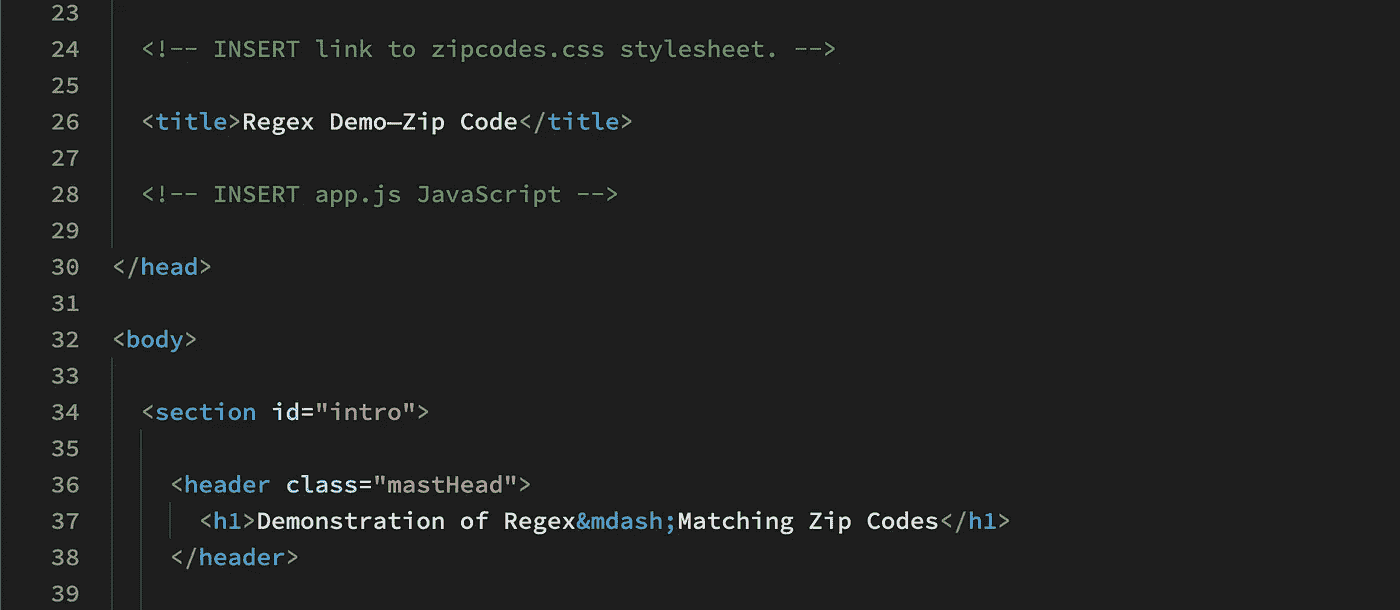 23
24 <!-- INSERT link to zipcodes.css stylesheet. -->
25
26 <title>Regex Demo—Zip Code</title>
27
28 <!-- INSERT app.js JavaScript -->
29
30 </head>
31
32 <body>
33
34 <section id="intro">
35
36 <header class="mastHead">
37 <h1>Demonstration of Regex&mdash;Matching Zip Codes</h1>
38 </header>
39